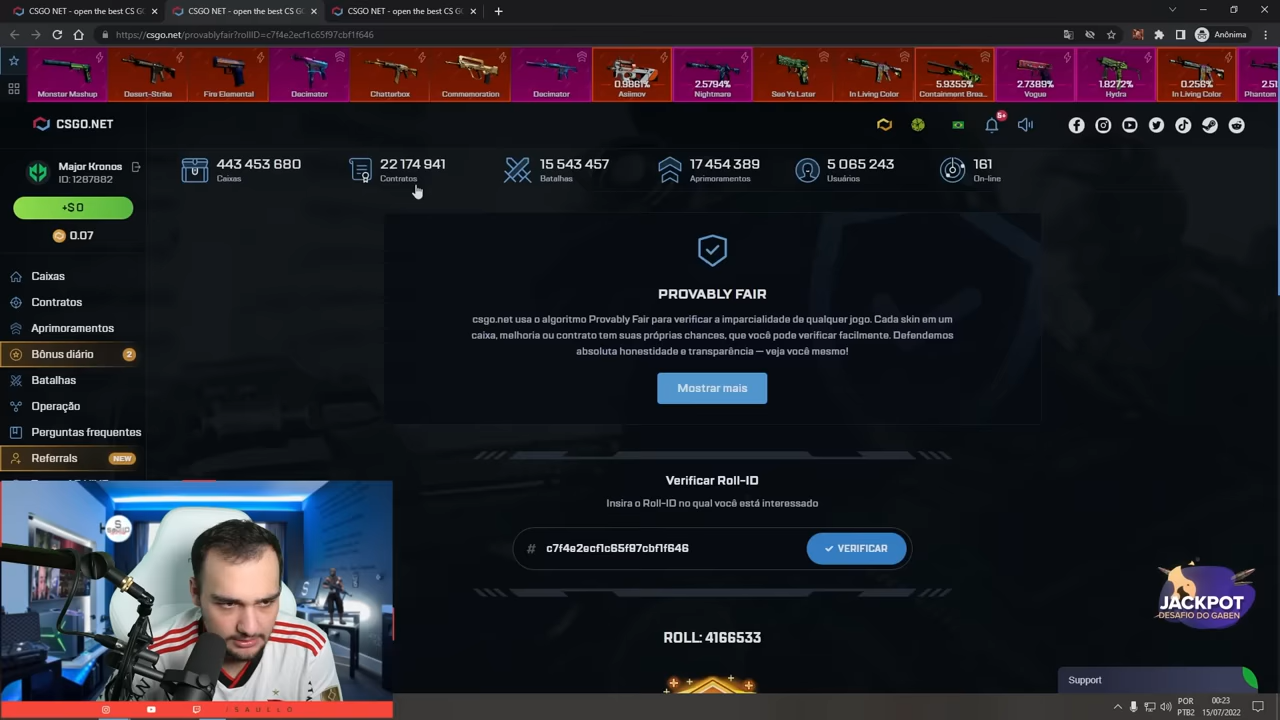 CSGO NET - open the best CS G
CSGO NET - open the best CS G
CSGO NET - open the best CS GO
https://csgo.net/provablyfair?rollID=c7f4e2ecf1c65f97cbf1f646
Anônima
Monster Mashup
Desert-Strike
Fire Elemental
Decimator
Chatterbox
Commemoration
Decimator
0.9861%
Asiimov
2.5794%
Nightmare
See Ya Later
In Living Color
5.9355%
Containment Brea...
2.7389%
Vogue
1.8272%
Hydra
0.256%
In Living Color
Phantom
CSGO.NET
5+
Major Kronos
ID: 1287882
+$ 0
0.07
443 453 680
Caixas
22 174 941
Contratos
15 543 457
Batalhas
17 454 389
Aprimoramentos
5 065 243
Usuários
161
On-line
Caixas
Contratos
Aprimoramentos
Bônus diário 2
Batalhas
Operação
Perguntas frequentes
Referrals NEW
PROVABLY FAIR
csgo.net usa o algoritmo Provably Fair para verificar a imparcialidade de qualquer jogo. Cada skin em um
caixa, melhoria ou contrato tem suas próprias chances, que você pode verificar facilmente. Defendemos
absoluta honestidade e transparência — veja você mesmo!
Mostrar mais
Verificar Roll-ID
Insira o Roll-ID no qual você está interessado
# c7f4e2ecf1c65f97cbf1f646
VERIFICAR
ROLL: 4166533
JACKPOT
DESAFIO DO GABEN
Support
ISAULLO
POR
PTB2
00:23
15/07/2022